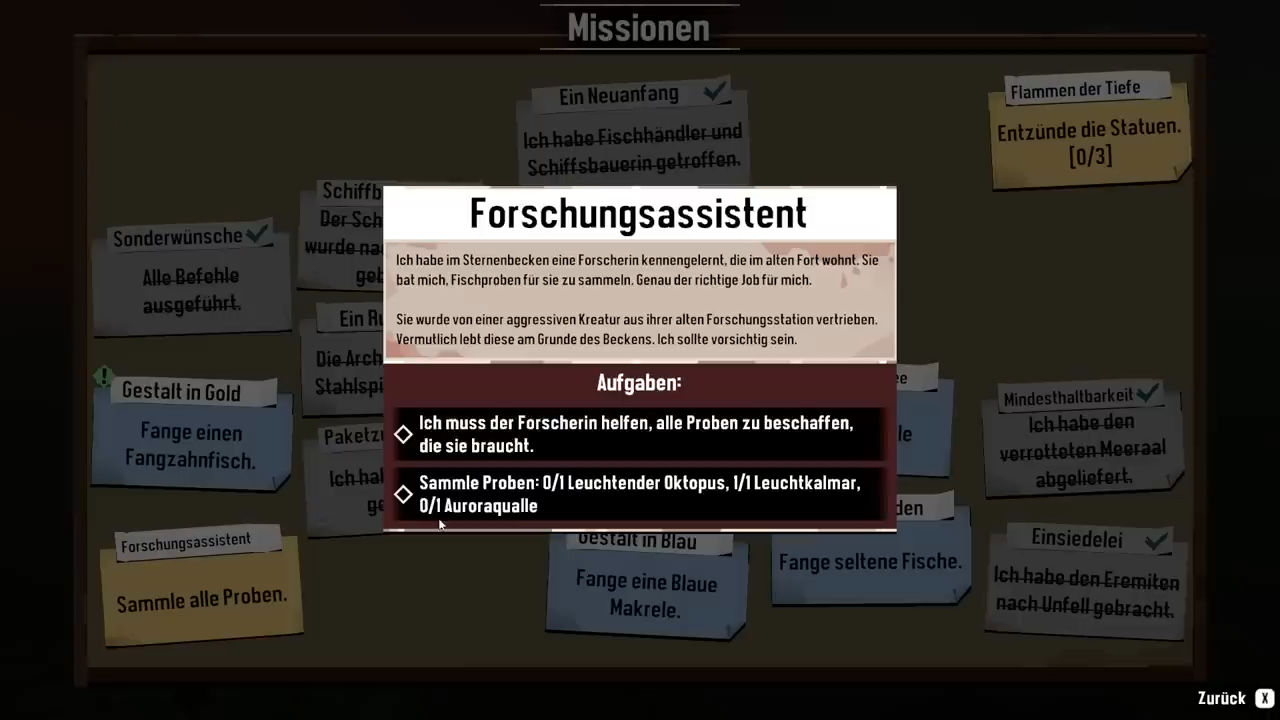 Missionen
Ein Neuanfang
Ich habe Fischhändler und
Schiffsbauerin getroffen.
Flammen der Tiefe
Entzünde die Statuen.
[0/3]
Sonderwünsche
Alle Befehle
ausgeführt.
Forschungsassistent
Ich habe im Sternenbecken eine Forscherin kennengelernt, die im alten Fort wohnt. Sie
bat mich, Fischproben für sie zu sammeln. Genau der richtige Job für mich.
Sie wurde von einer aggressiven Kreatur aus ihrer alten Forschungsstation vertrieben.
Vermutlich lebt diese am Grunde des Beckens. Ich sollte vorsichtig sein.
Aufgaben:
Ich muss der Forscherin helfen, alle Proben zu beschaffen,
die sie braucht.
Sammle Proben: 0/1 Leuchtender Oktopus, 1/1 Leuchtkalmar,
0/1 Auroraqualle
Gestalt in Gold
Fange einen
Fangzahnfisch.
Mindesthaltbarkeit
Ich habe den
verrotteten Meeraal
abgeliefert.
Forschungsassistent
Sammle alle Proben.
Gestalt in Blau
Fange eine Blaue
Makrele.
Fange seltene Fische.
Einsiedelei
Ich habe den Eremiten
nach Unfell gebracht.
Zurück X